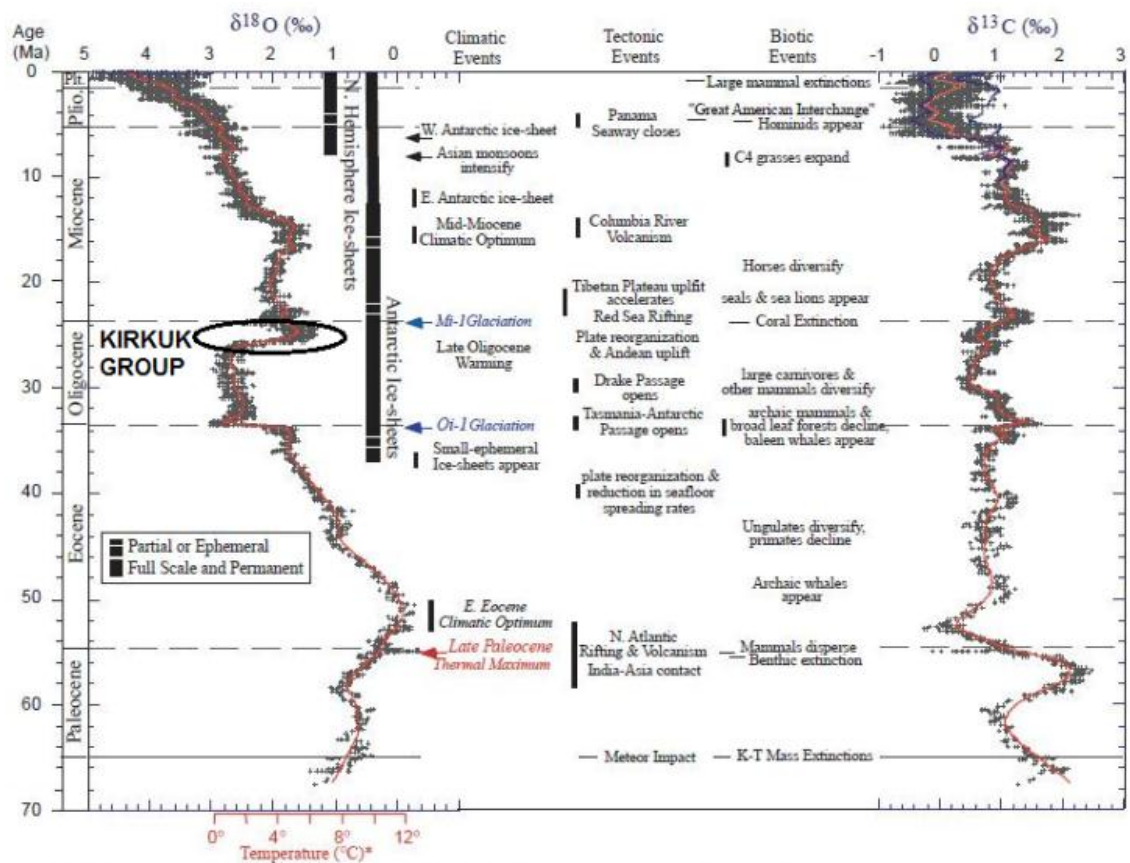 Age
(Ma)
δ18O (‰)
5 4 3 2 1 0
Climatic
Events
Tectonic
Events
Biotic
Events
δ13C (‰)
-1 0 1 2 3
0
10
20
30
40
50
60
70
Plt.
Plio.
Miocene
Oligocene
Eocene
Paleocene
N. Hemisphere Ice-sheets
Antarctic Ice-sheets
KIRKUK
GROUP
Partial or Ephemeral
Full Scale and Permanent
W. Antarctic ice-sheet
Asian monsoons
intensify
E. Antarctic ice-sheet
Mid-Miocene
Climatic Optimum
Mi-1Glaciation
Late Oligocene
Warming
Oi-1 Glaciation
Small-ephemeral
Ice-sheets appear
E. Eocene
Climatic Optimum
Late Paleocene
Thermal Maximum
Panama
Seaway closes
Columbia River
Volcanism
Tibetan Plateau uplfit
accelerates
Red Sea Rifting
Plate reorganization
& Andean uplift
Drake Passage
opens
Tasmania-Antarctic
Passage opens
plate reorganization &
reduction in seafloor
spreading rates
N. Atlantic
Rifting & Volcanism
India-Asia contact
Meteor Impact
Large mammal extinctions
"Great American Interchange"
Hominids appear
C4 grasses expand
Horses diversify
seals & sea lions appear
Coral Extinction
large carnivores &
other mammals diversify
archaic mammals &
broad leaf forests decline,
baleen whales appear
Ungulates diversify,
primates decline
Archaic whales
appear
Mammals disperse
Benthic extinction
K-T Mass Extinctions
0° 4° 8° 12°
Temperature (°C)*